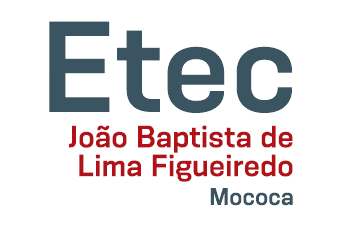 Etec
João Baptista de
Lima Figueiredo
Mococa